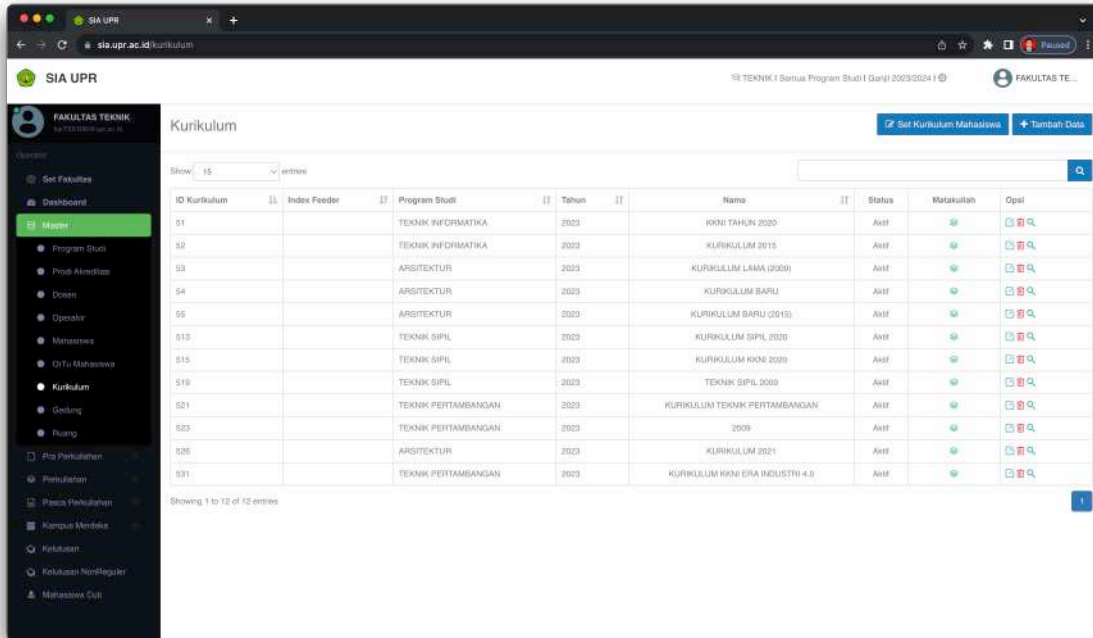 SIA UPR
sia.upr.ac.id/kurikulum
Paused
SIA UPR
TEKNIK | Semua Program Studi | Ganjil 2023/2024 |
FAKULTAS TE...
FAKULTAS TEKNIK
Operator
Set Fakultas
Dashboard
Master
Program Studi
Prodi Akreditasi
Dosen
Operator
Mahasiswa
OrTu Mahasiswa
Kurikulum
Gedung
Ruang
Pra Perkuliahan
Perkuliahan
Pasca Perkuliahan
Kampus Merdeka
Kelulusan
Kelulusan NonReguler
Mahasiswa Cuti
Kurikulum
Set Kurikulum Mahasiswa
+ Tambah Data
Show 15 entries
ID Kurikulum Index Feeder Program Studi Tahun Nama Status Matakuliah Opsi
51 TEKNIK INFORMATIKA 2023 KKNI TAHUN 2020 Aktif
52 TEKNIK INFORMATIKA 2023 KURIKULUM 2015 Aktif
53 ARSITEKTUR 2023 KURIKULUM LAMA (2009) Aktif
54 ARSITEKTUR 2023 KURIKULUM BARU Aktif
55 ARSITEKTUR 2023 KURIKULUM BARU (2015) Aktif
513 TEKNIK SIPIL 2023 KURIKULUM SIPIL 2020 Aktif
515 TEKNIK SIPIL 2023 KURIKULUM KKNI 2020 Aktif
519 TEKNIK SIPIL 2023 TEKNIK SIPIL 2009 Aktif
521 TEKNIK PERTAMBANGAN 2023 KURIKULUM TEKNIK PERTAMBANGAN Aktif
523 TEKNIK PERTAMBANGAN 2023 2009 Aktif
526 ARSITEKTUR 2023 KURIKULUM 2021 Aktif
531 TEKNIK PERTAMBANGAN 2023 KURIKULUM KKNI ERA INDUSTRI 4.0 Aktif
Showing 1 to 12 of 12 entries
1